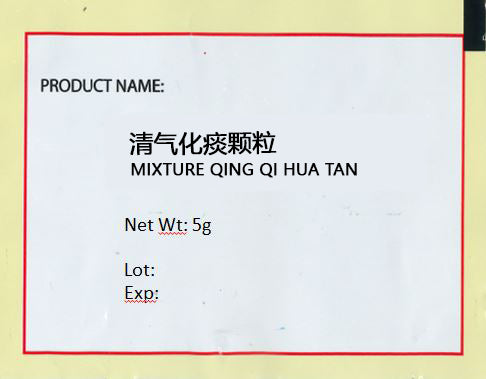 PRODUCT NAME:
清气化痰颗粒
MIXTURE QING QI HUA TAN
Net Wt: 5g
Lot:
Exp: